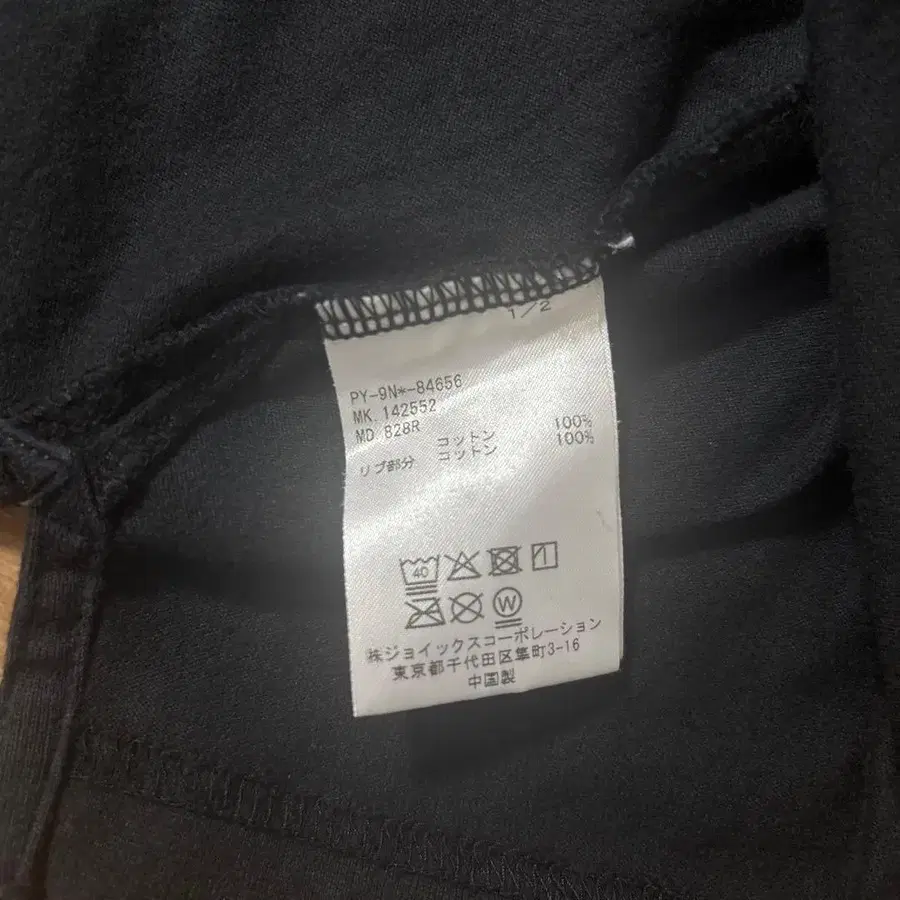 1/2
PY-9N*-84656
MK. 142552
MD. 828R
コットン 100%
リブ部分 コットン 100%
40
W
㈱ジョイックスコーポレーション
東京都千代田区隼町3-16
中国製